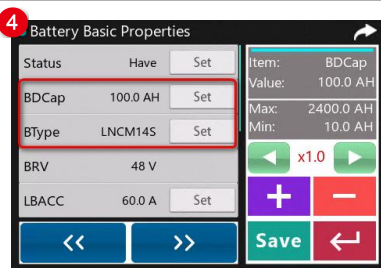 4
Battery Basic Properties
Status Have Set
BDCap 100.0 AH Set
BType LNCM14S Set
BRV 48 V
LBACC 60.0 A Set
<< >>
Item: BDCap
Value: 100.0 AH
Max: 2400.0 AH
Min: 10.0 AH
x1.0
+ −
Save